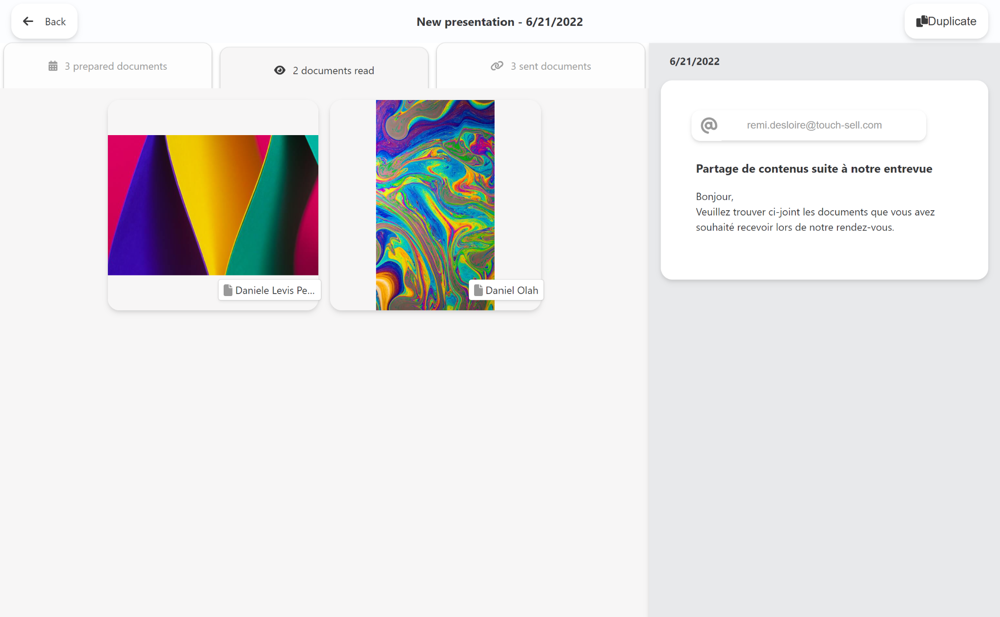 Back
New presentation - 6/21/2022
Duplicate
3 prepared documents
2 documents read
3 sent documents
6/21/2022
remi.desloire@touch-sell.com
Partage de contenus suite à notre entrevue
Bonjour,
Veuillez trouver ci-joint les documents que vous avez
souhaité recevoir lors de notre rendez-vous.
Daniele Levis Pe...
Daniel Olah